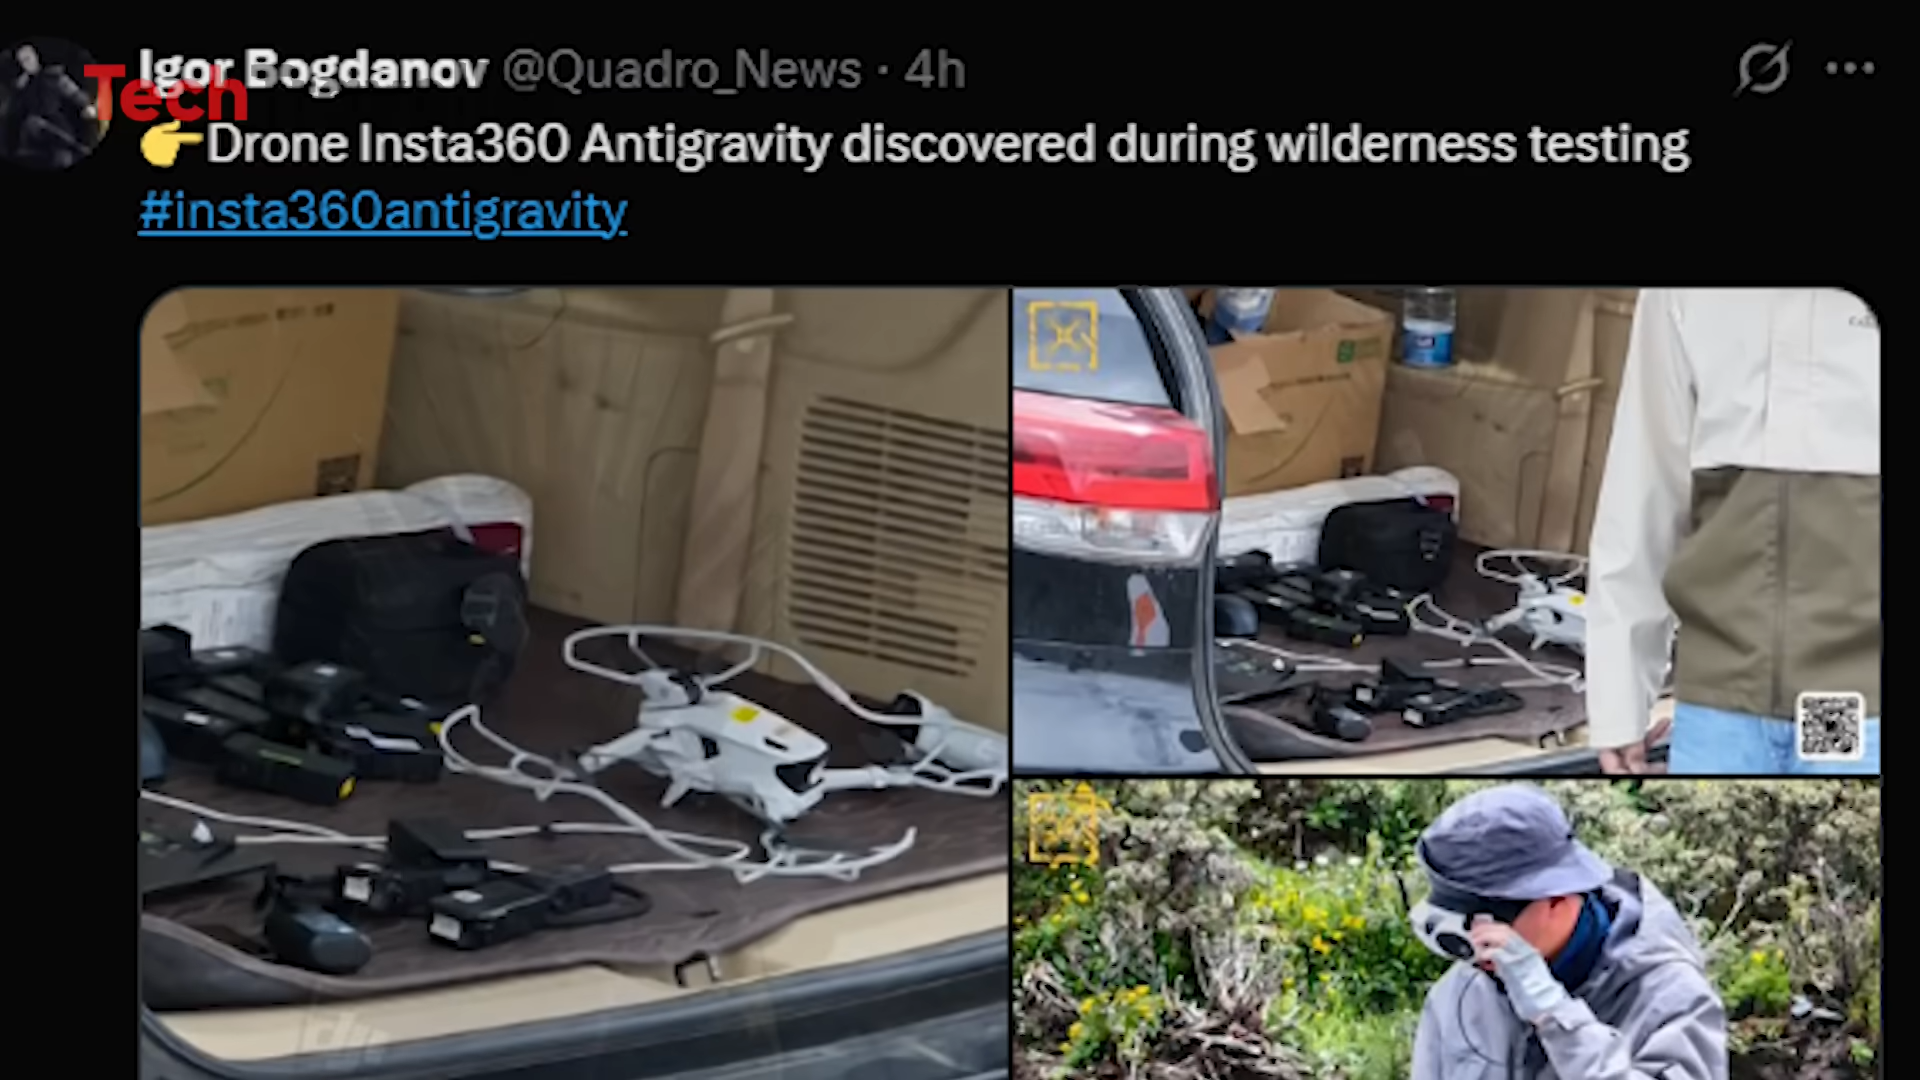 Igor Bogdanov @Quadro_News · 4h
Tech
👉Drone Insta360 Antigravity discovered during wilderness testing
#insta360antigravity